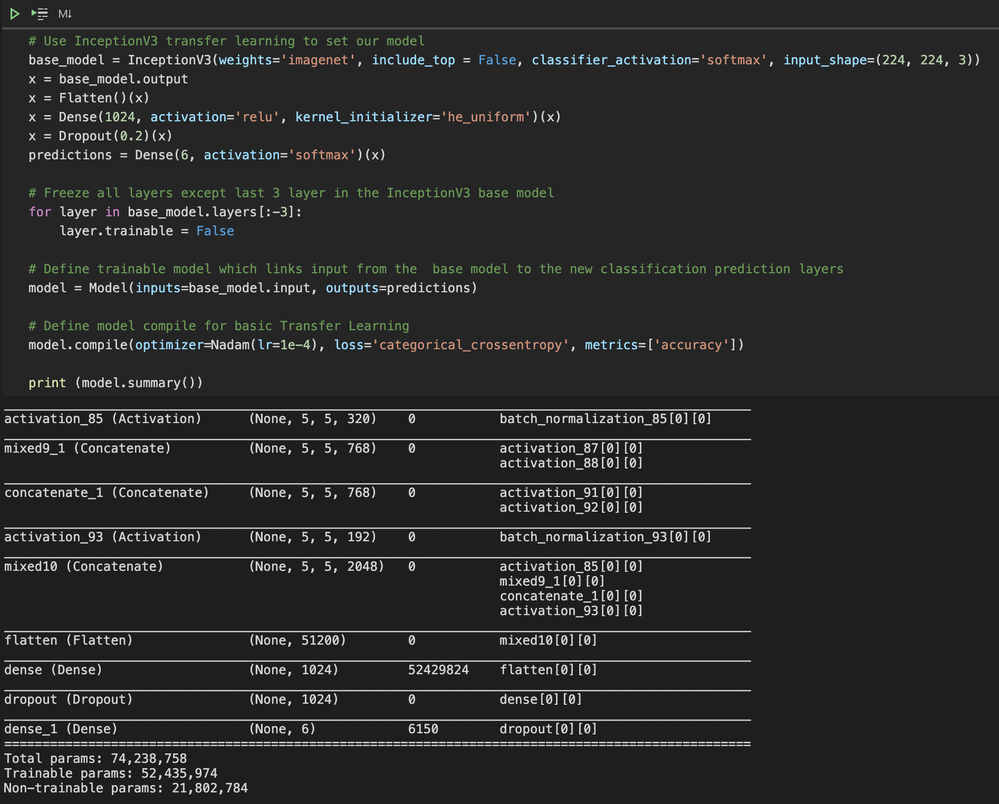 M↓
# Use InceptionV3 transfer learning to set our model
base_model = InceptionV3(weights='imagenet', include_top = False, classifier_activation='softmax', input_shape=(224, 224, 3))
x = base_model.output
x = Flatten()(x)
x = Dense(1024, activation='relu', kernel_initializer='he_uniform')(x)
x = Dropout(0.2)(x)
predictions = Dense(6, activation='softmax')(x)
# Freeze all layers except last 3 layer in the InceptionV3 base model
for layer in base_model.layers[:-3]:
    layer.trainable = False
# Define trainable model which links input from the  base model to the new classification prediction layers
model = Model(inputs=base_model.input, outputs=predictions)
# Define model compile for basic Transfer Learning
model.compile(optimizer=Nadam(lr=1e-4), loss='categorical_crossentropy', metrics=['accuracy'])
print (model.summary())
activation_85 (Activation) (None, 5, 5, 320) 0 batch_normalization_85[0][0]
mixed9_1 (Concatenate) (None, 5, 5, 768) 0 activation_87[0][0]
activation_88[0][0]
concatenate_1 (Concatenate) (None, 5, 5, 768) 0 activation_91[0][0]
activation_92[0][0]
activation_93 (Activation) (None, 5, 5, 192) 0 batch_normalization_93[0][0]
mixed10 (Concatenate) (None, 5, 5, 2048) 0 activation_85[0][0]
mixed9_1[0][0]
concatenate_1[0][0]
activation_93[0][0]
flatten (Flatten) (None, 51200) 0 mixed10[0][0]
dense (Dense) (None, 1024) 52429824 flatten[0][0]
dropout (Dropout) (None, 1024) 0 dense[0][0]
dense_1 (Dense) (None, 6) 6150 dropout[0][0]
Total params: 74,238,758
Trainable params: 52,435,974
Non-trainable params: 21,802,784